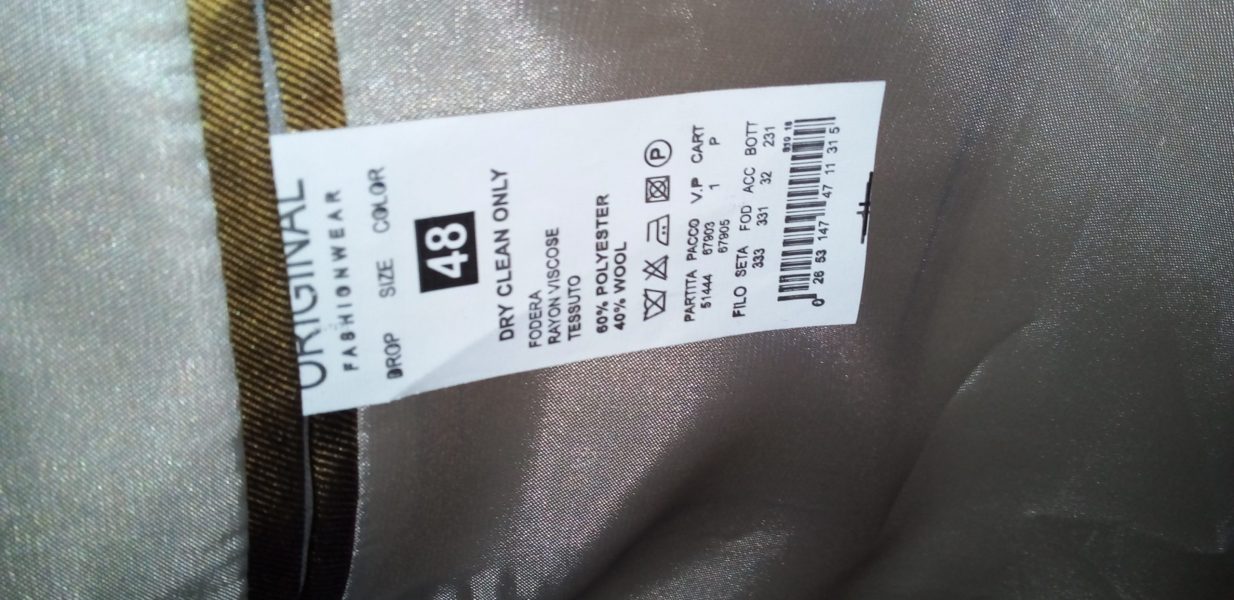 ORIGINAL
FASHIONWEAR
DROP SIZE COLOR
48
DRY CLEAN ONLY
FODERA
RAYON VISCOSE
TESSUTO
60% POLYESTER
40% WOOL
P
PARTITA PACCO V.P CART
51444 67903 1 P
67905
FILO SETA FOD ACC BOTT
333 331 32 231
810 18
0 26 53 147 47 11 31 5